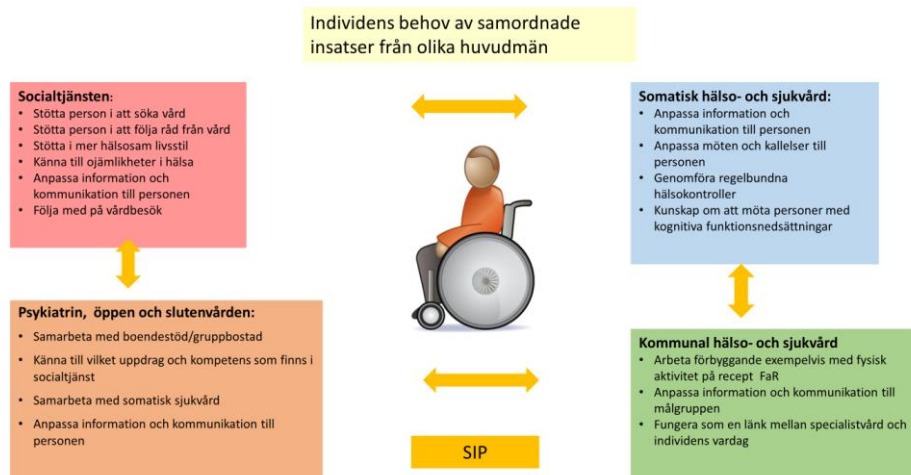 Individens behov av samordnade
insatser från olika huvudmän
Socialtjänsten:
• Stötta person i att söka vård
• Stötta person i att följa råd från vård
• Stötta i mer hälsosam livsstil
• Känna till ojämlikheter i hälsa
• Anpassa information och
kommunikation till personen
• Följa med på vårdbesök
Psykiatrin, öppen och slutenvården:
• Samarbeta med boendestöd/gruppbostad
• Känna till vilket uppdrag och kompetens som finns i
socialtjänst
• Samarbeta med somatisk sjukvård
• Anpassa information och kommunikation till
personen
SIP
Somatisk hälso- och sjukvård:
• Anpassa information och
kommunikation till personen
• Anpassa möten och kallelser till
personen
• Genomföra regelbundna
hälsokontroller
• Kunskap om att möta personer med
kognitiva funktionsnedsättningar
Kommunal hälso- och sjukvård
• Arbeta förbyggande exempelvis med fysisk
aktivitet på recept FaR
• Anpassa information och kommunikation till
målgruppen
• Fungera som en länk mellan specialistvård och
individens vardag